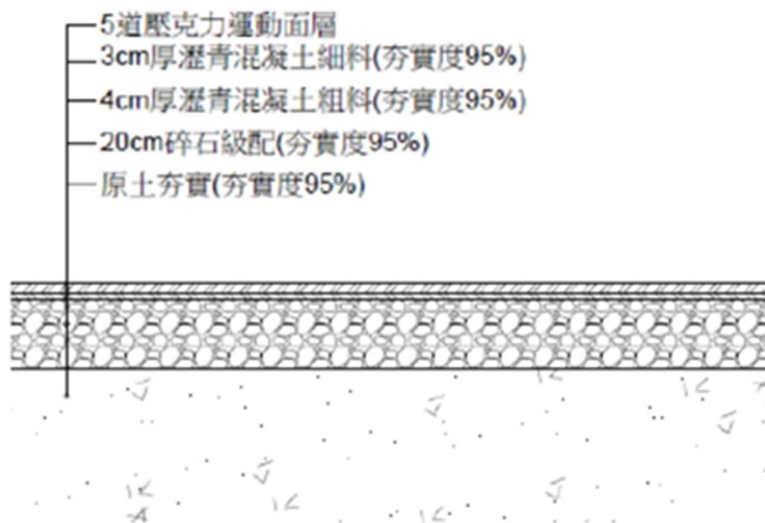 5道壓克力運動面層
3cm厚瀝青混凝土細料(夯實度95%)
4cm厚瀝青混凝土粗料(夯實度95%)
20cm碎石級配(夯實度95%)
原土夯實(夯實度95%)